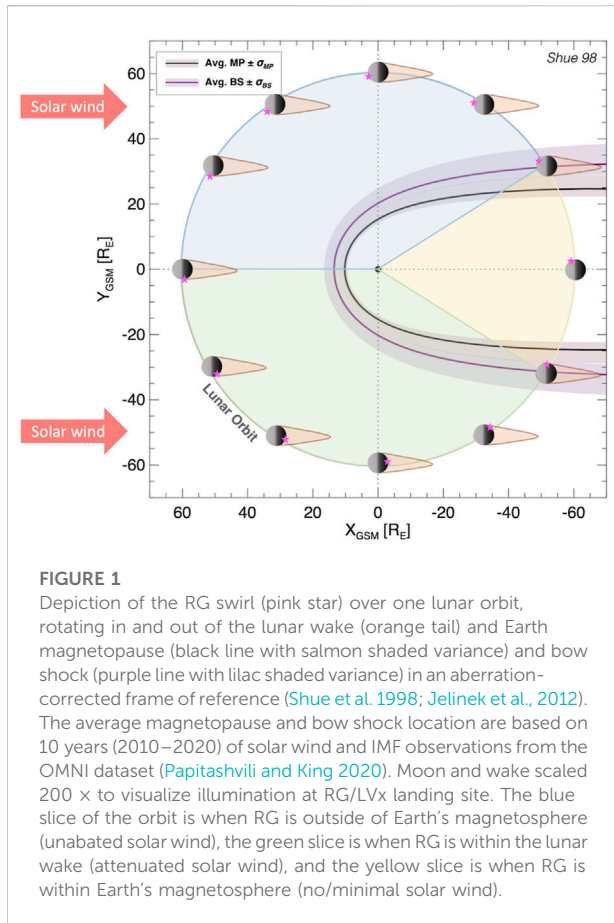 Avg. MP ± σMP
Avg. BS ± σBS
Shue 98
Solar wind
Solar wind
60
40
20
0
-20
-40
-60
YGSM [RE]
Lunar Orbit
60 40 20 0 -20 -40 -60
XGSM [RE]
FIGURE 1
Depiction of the RG swirl (pink star) over one lunar orbit,
rotating in and out of the lunar wake (orange tail) and Earth
magnetopause (black line with salmon shaded variance) and bow
shock (purple line with lilac shaded variance) in an aberration-
corrected frame of reference (Shue et al. 1998; Jelinek et al., 2012).
The average magnetopause and bow shock location are based on
10 years (2010–2020) of solar wind and IMF observations from the
OMNI dataset (Papitashvili and King 2020). Moon and wake scaled
200 × to visualize illumination at RG/LVx landing site. The blue
slice of the orbit is when RG is outside of Earth's magnetosphere
(unabated solar wind), the green slice is when RG is within the lunar
wake (attenuated solar wind), and the yellow slice is when RG is
within Earth's magnetosphere (no/minimal solar wind).